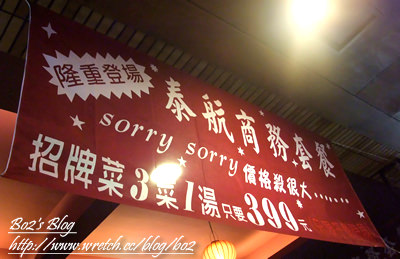 隆重登場
泰航商務套餐
sorry sorry 價格殺很大.......
招牌菜3菜1湯只要399元
Bo2's Blog
http://www.wretch.cc/blog/bo2